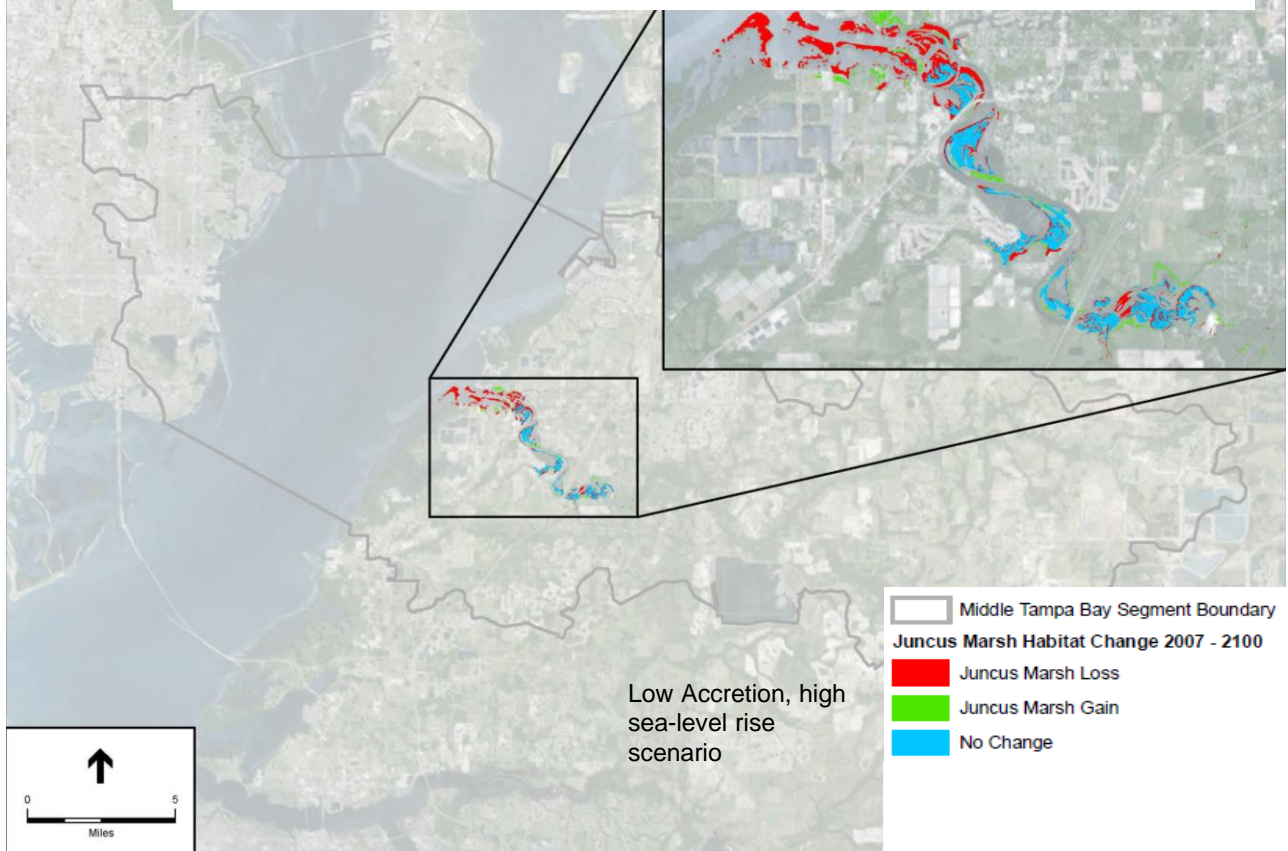 Low Accretion, high
sea-level rise
scenario
Middle Tampa Bay Segment Boundary
Juncus Marsh Habitat Change 2007 - 2100
Juncus Marsh Loss
Juncus Marsh Gain
No Change
0 5
Miles